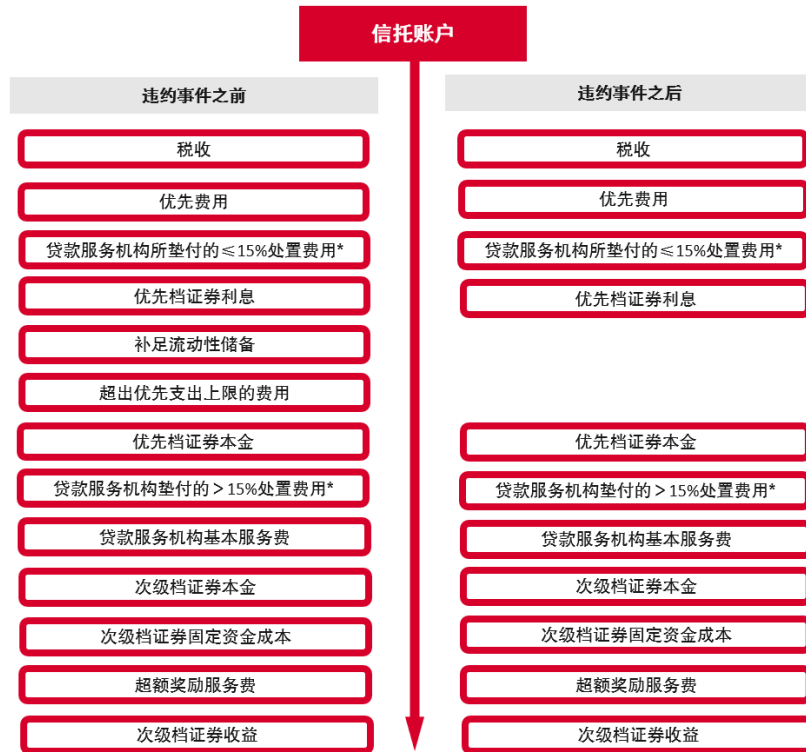 信托账户
违约事件之前
税收
优先费用
贷款服务机构所垫付的≤15%处置费用*
优先档证券利息
补足流动性储备
超出优先支出上限的费用
优先档证券本金
贷款服务机构垫付的＞15%处置费用*
贷款服务机构基本服务费
次级档证券本金
次级档证券固定资金成本
超额奖励服务费
次级档证券收益
违约事件之后
税收
优先费用
贷款服务机构所垫付的≤15%处置费用*
优先档证券利息
优先档证券本金
贷款服务机构垫付的＞15%处置费用*
贷款服务机构基本服务费
次级档证券本金
次级档证券固定资金成本
超额奖励服务费
次级档证券收益